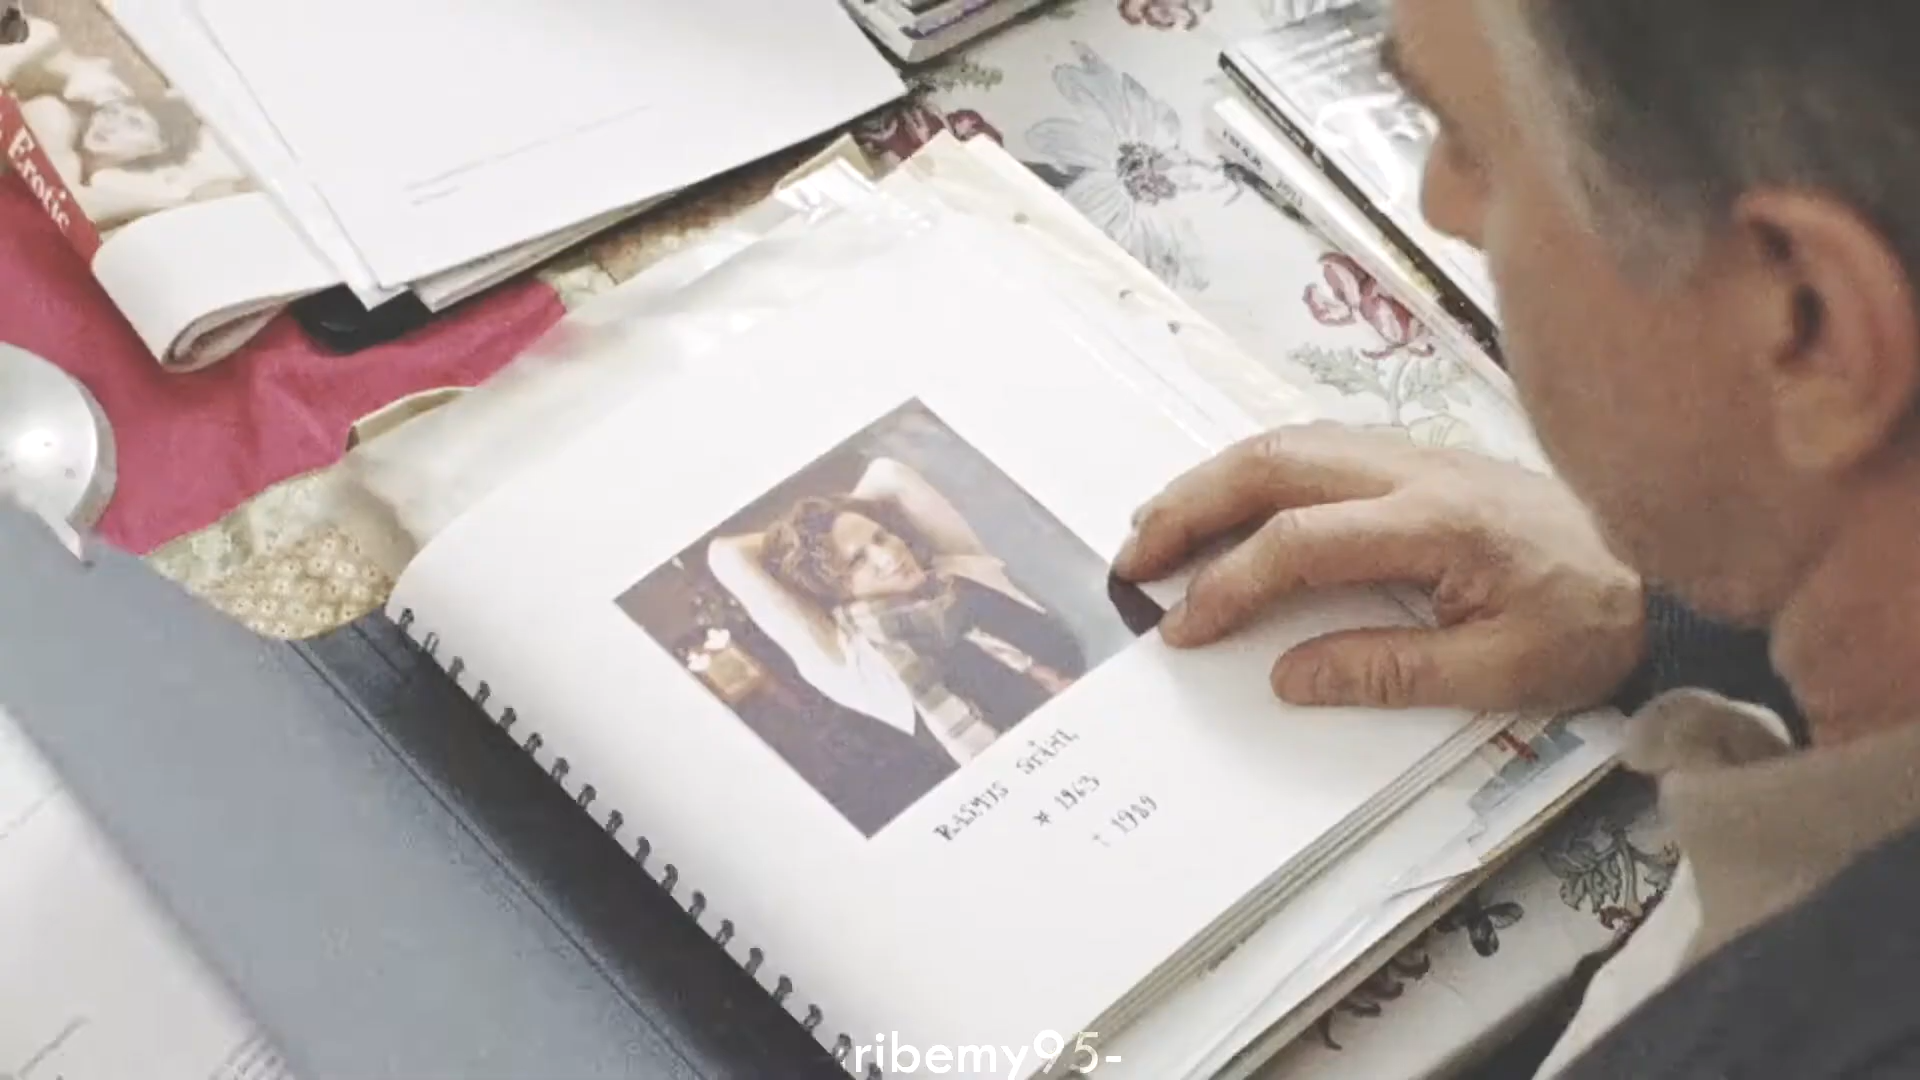 Erotic
RASMUS STÅHL
* 1963
† 1989
ribemy95-